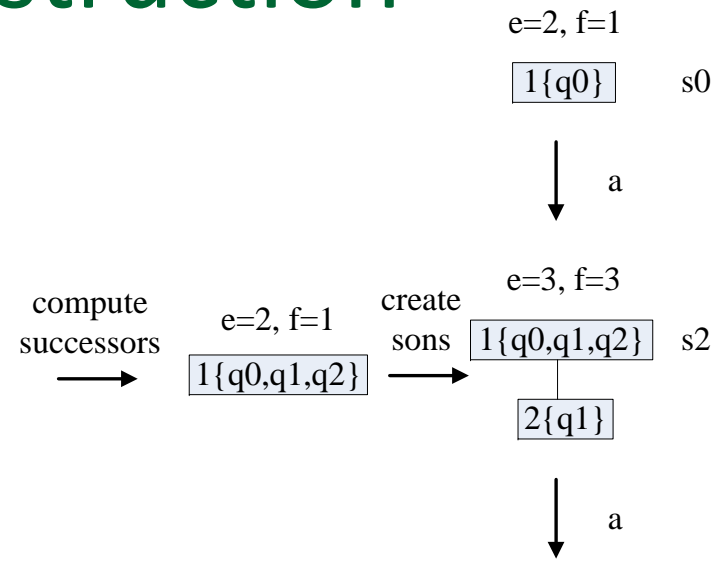 e=2, f=1
1{q0} s0
a
e=3, f=3
compute
successors
e=2, f=1
1{q0,q1,q2}
create
sons
1{q0,q1,q2} s2
2{q1}
a